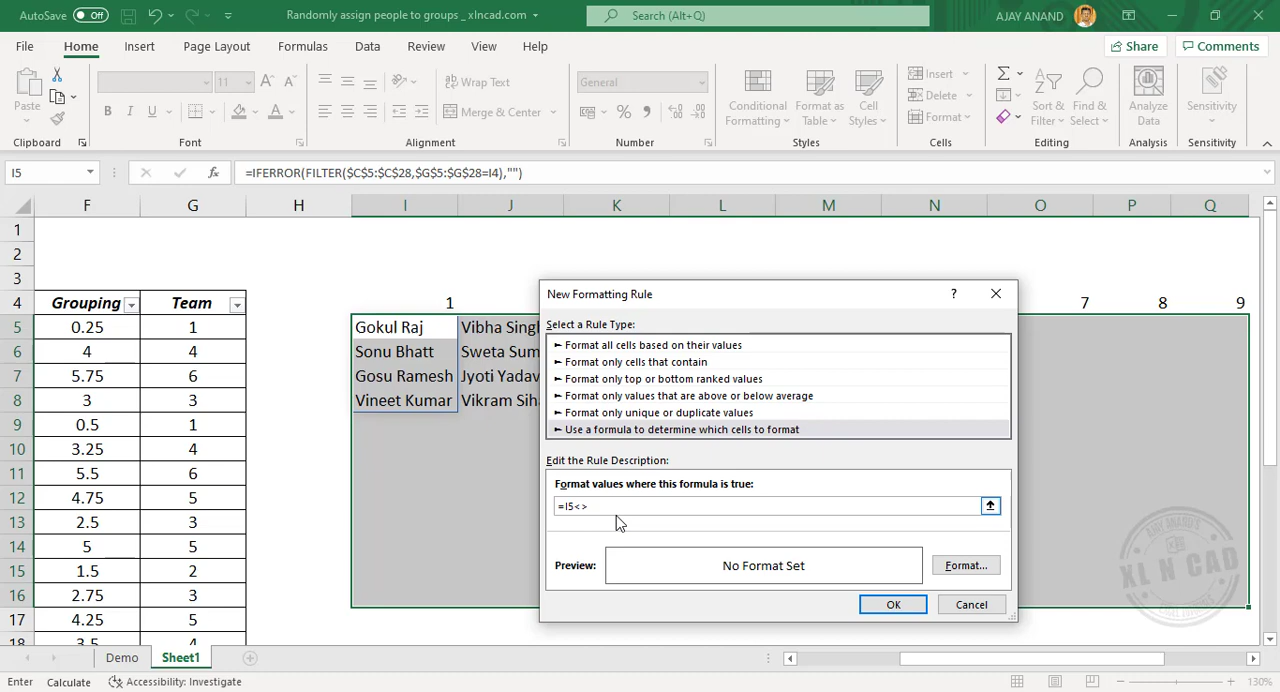 AutoSave Off Randomly assign people to groups _ xlncad.com Search (Alt+Q) AJAY ANAND
File Home Insert Page Layout Formulas Data Review View Help Share Comments
Paste 11 Wrap Text General Conditional Formatting Format as Table Cell Styles Insert Sort & Filter Find & Select Analyze Data Sensitivity
B I U Merge & Center % Delete
Format
Clipboard Font Alignment Number Styles Cells Editing Analysis Sensitivity
I5 fx =IFERROR(FILTER($C$5:$C$28,$G$5:$G$28=I4),"")
F G H I J K L M N O P Q
1
2
3
4 Grouping Team 1 7 8 9
5 0.25 1 Gokul Raj Vibha Singh
6 4 4 Sonu Bhatt Sweta Sum
7 5.75 6 Gosu Ramesh Jyoti Yadav
8 3 3 Vineet Kumar Vikram Siha
9 0.5 1
10 3.25 4
11 5.5 6
12 4.75 5
13 2.5 3
14 5 5
15 1.5 2
16 2.75 3
17 4.25 5
18 3.5 4
New Formatting Rule ?
Select a Rule Type:
► Format all cells based on their values
► Format only cells that contain
► Format only top or bottom ranked values
► Format only values that are above or below average
► Format only unique or duplicate values
► Use a formula to determine which cells to format
Edit the Rule Description:
Format values where this formula is true:
=I5<>
Preview: No Format Set Format...
OK Cancel
XL N CAD
Demo Sheet1
Enter Calculate Accessibility: Investigate 130%